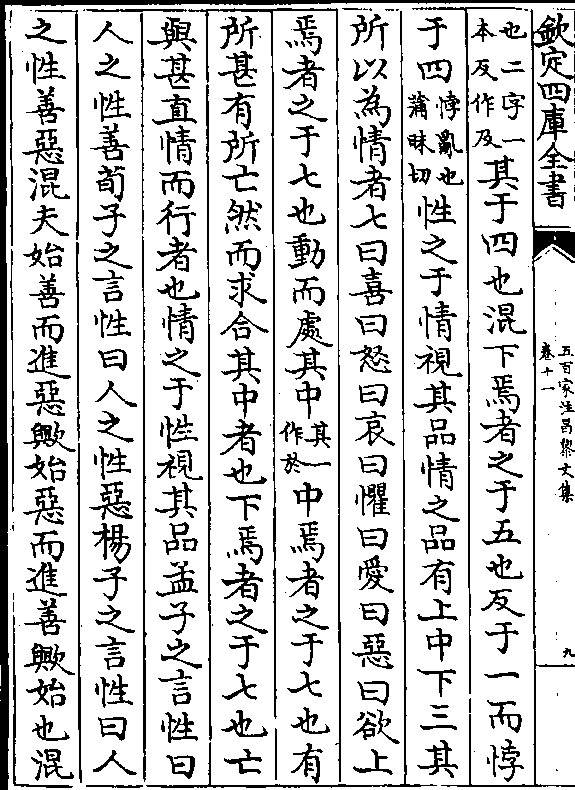 欽定四庫全書
五百家注昌黎文集
卷十一
九
也二字一
本反作及
其于四也混下焉者之于五也反于一而悖
于四
悖亂也
蒲昧切
性之于情視其品情之品有上中下三其
所以為情者七曰喜曰怒曰哀曰懼曰愛曰惡曰欲上
焉者之于七也動而處其中
其一
作於
中焉者之于七也有
所甚有所亡然而求合其中者也下焉者之于七也亡
與甚直情而行者也情之于性視其品孟子之言性曰
人之性善荀子之言性曰人之性惡楊子之言性曰人
之性善惡混夫始善而進惡歟始惡而進善歟始也混